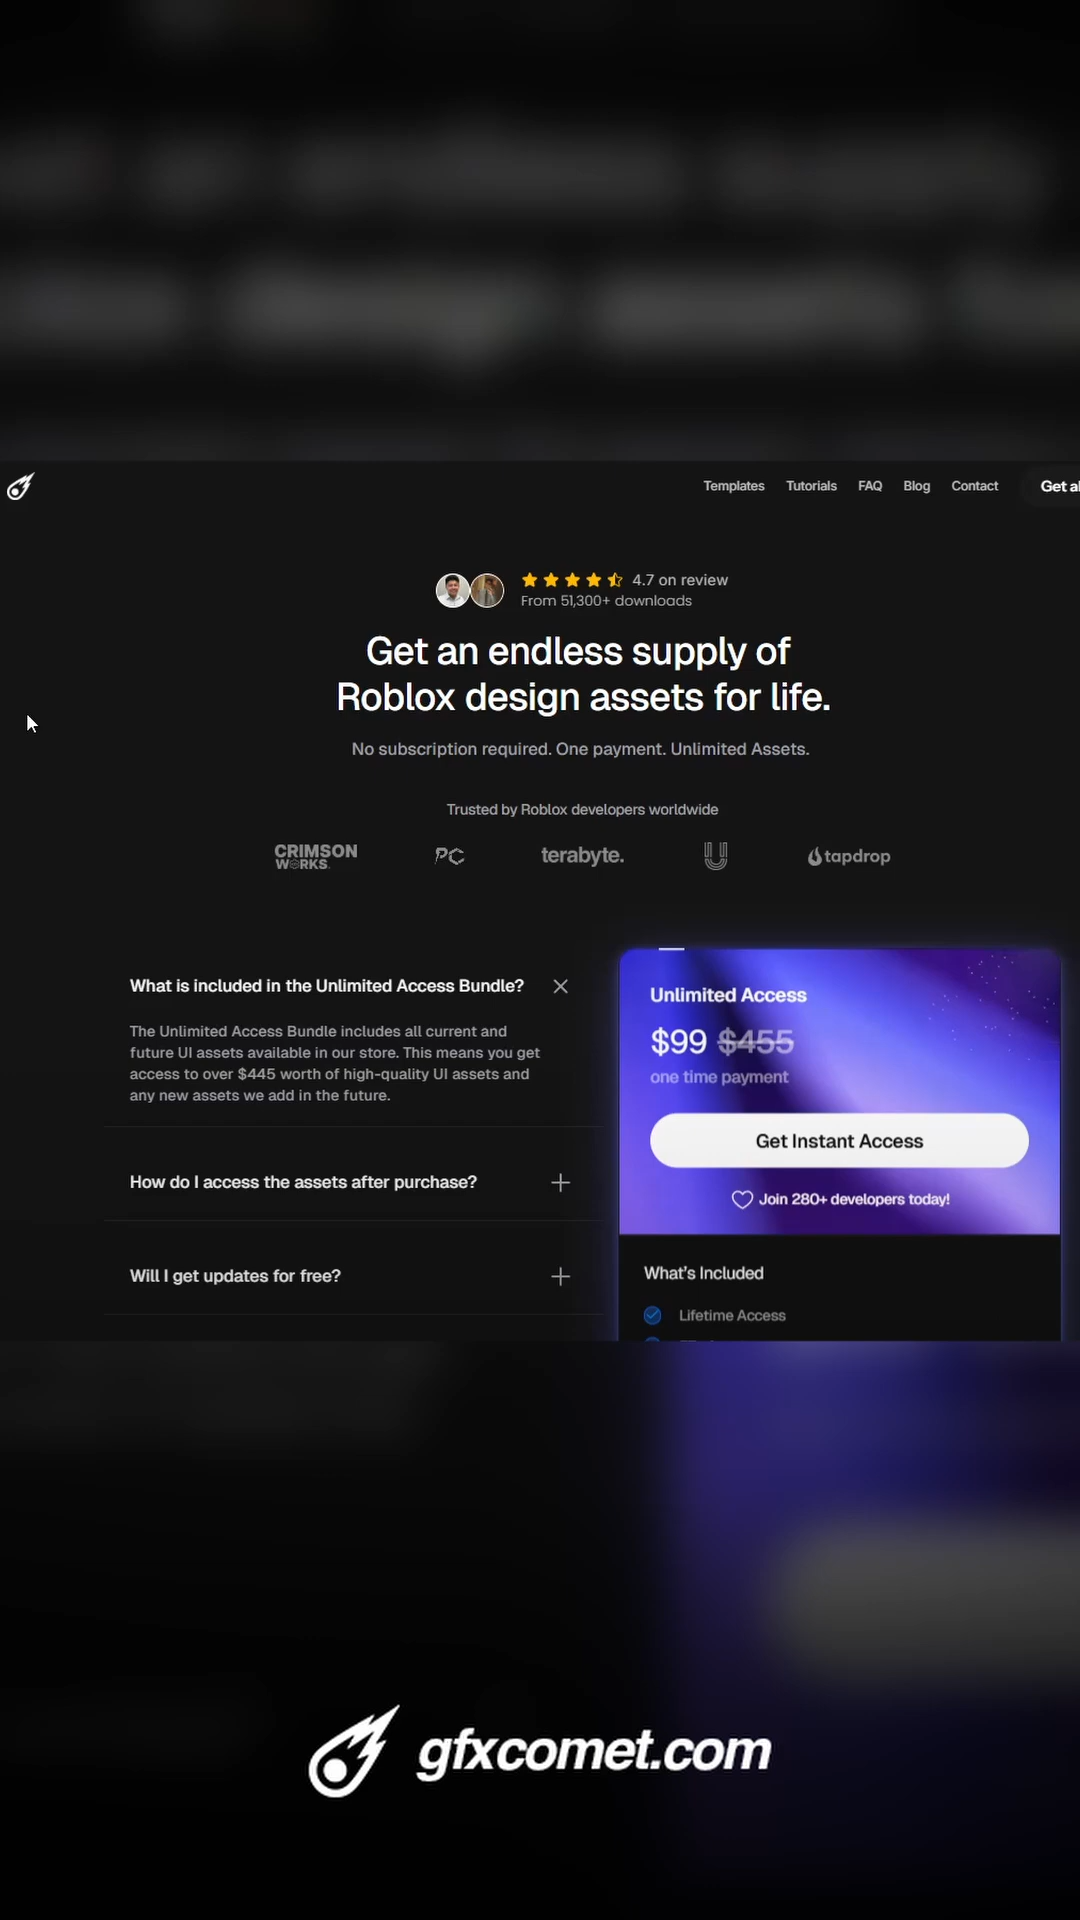 Templates Tutorials FAQ Blog Contact Get al
4.7 on review
From 51,300+ downloads
Get an endless supply of
Roblox design assets for life.
No subscription required. One payment. Unlimited Assets.
Trusted by Roblox developers worldwide
CRIMSON
WORKS.
PC
terabyte.
U
tapdrop
What is included in the Unlimited Access Bundle?
The Unlimited Access Bundle includes all current and
future UI assets available in our store. This means you get
access to over $445 worth of high-quality UI assets and
any new assets we add in the future.
How do I access the assets after purchase?
Will I get updates for free?
Unlimited Access
$99 $455
one time payment
Get Instant Access
Join 280+ developers today!
What's Included
Lifetime Access
gfxcomet.com